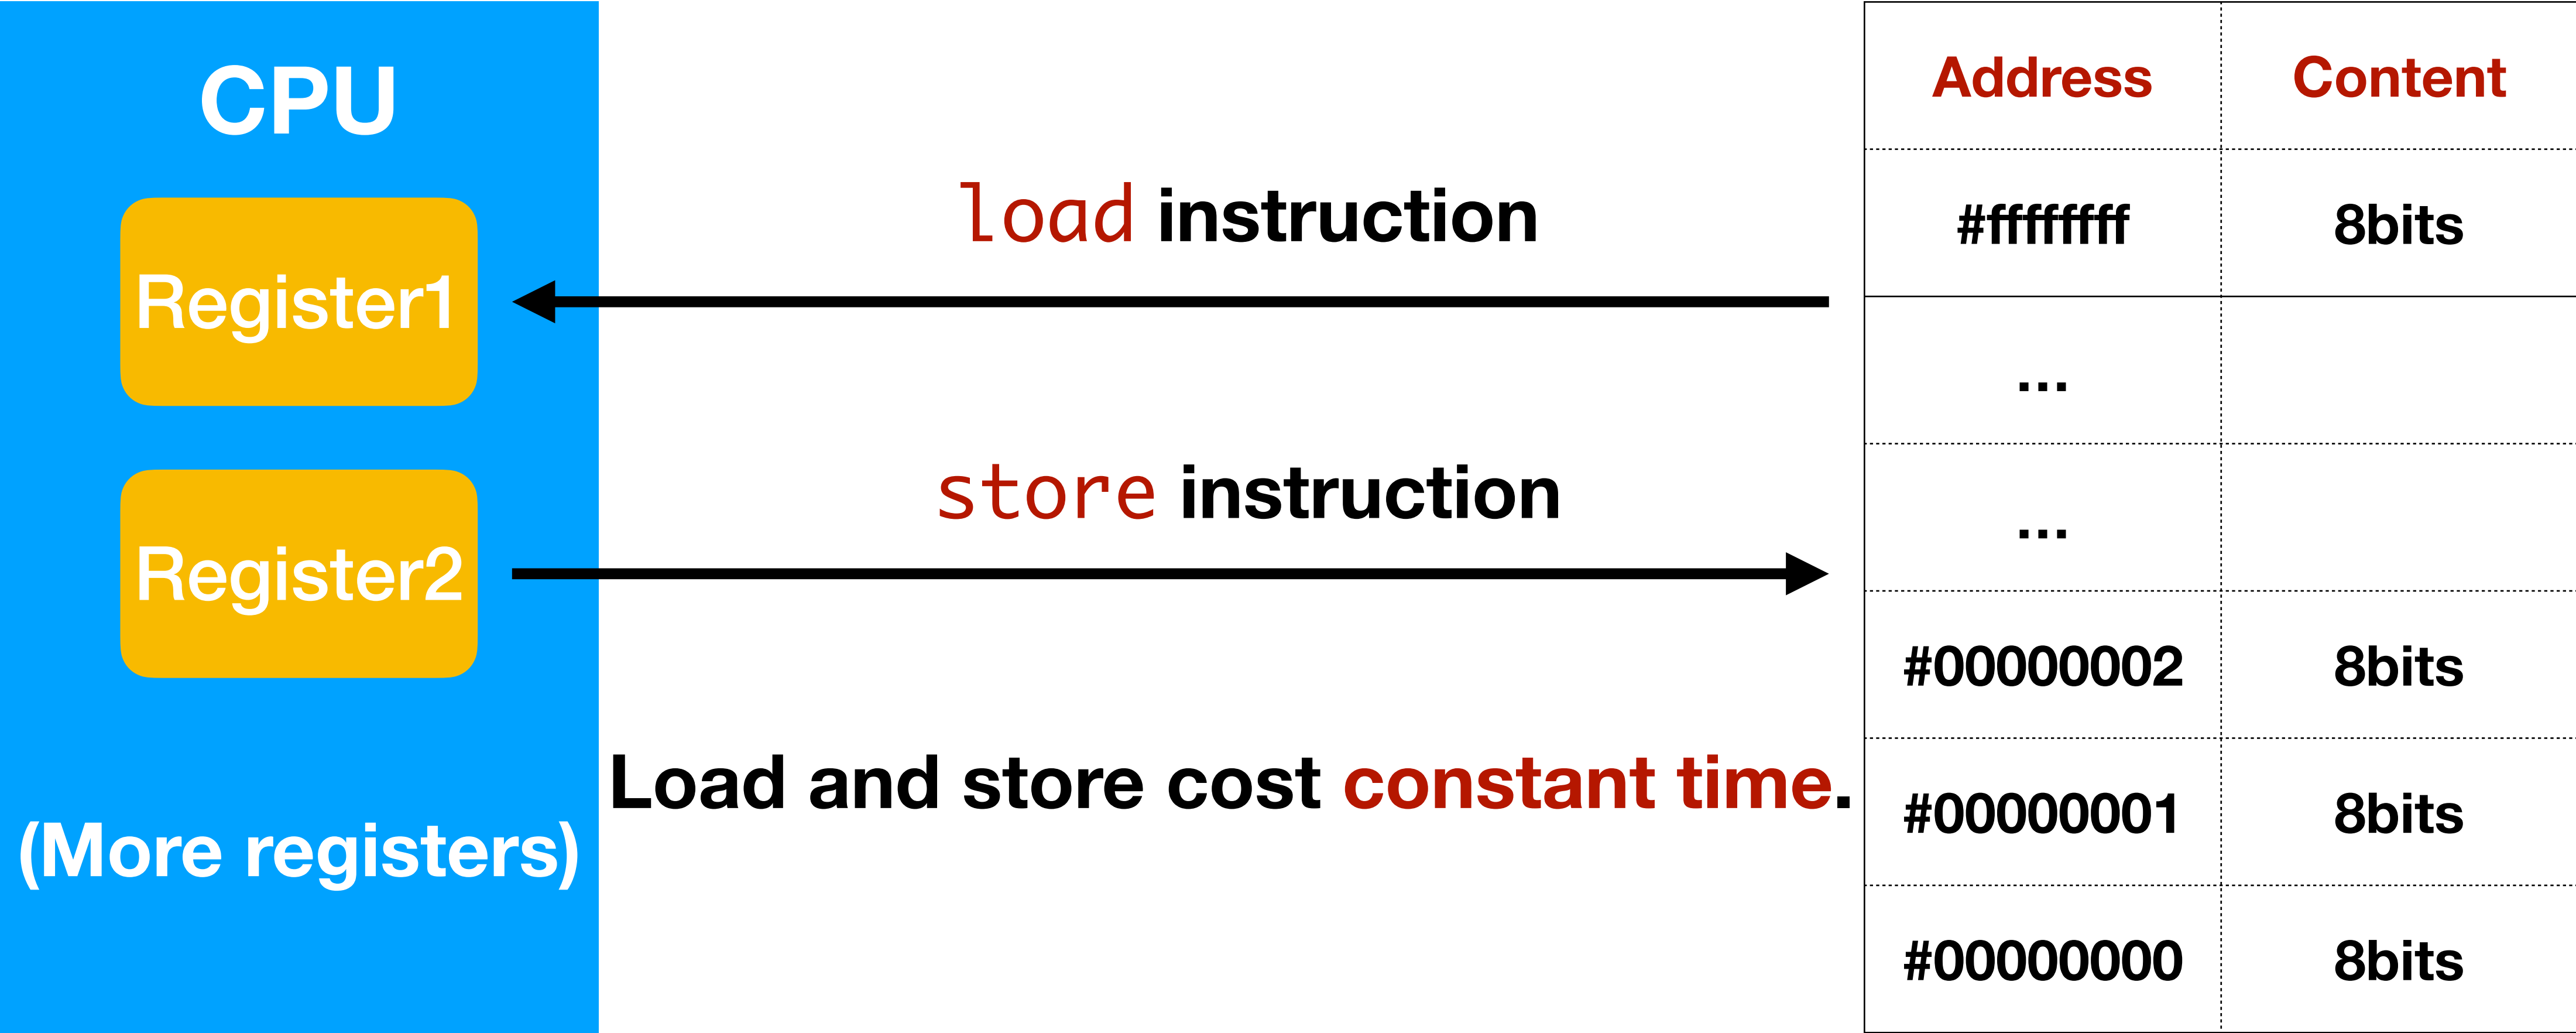 CPU
Register1
Register2
(More registers)
load instruction
store instruction
Load and store cost constant time.
Address Content
#ffffffff 8bits
...
...
#00000002 8bits
#00000001 8bits
#00000000 8bits